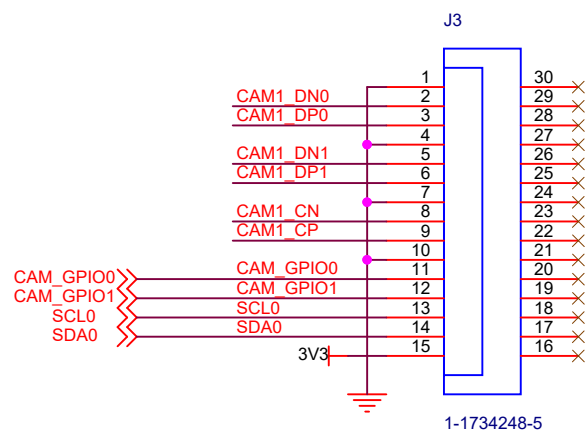 J3
1 30
CAM1_DN0 2 29
CAM1_DP0 3 28
4 27
CAM1_DN1 5 26
CAM1_DP1 6 25
7 24
CAM1_CN 8 23
CAM1_CP 9 22
10 21
CAM_GPIO0 CAM_GPIO0 11 20
CAM_GPIO1 CAM_GPIO1 12 19
SCL0 SCL0 13 18
SDA0 SDA0 14 17
3V3 15 16
1-1734248-5